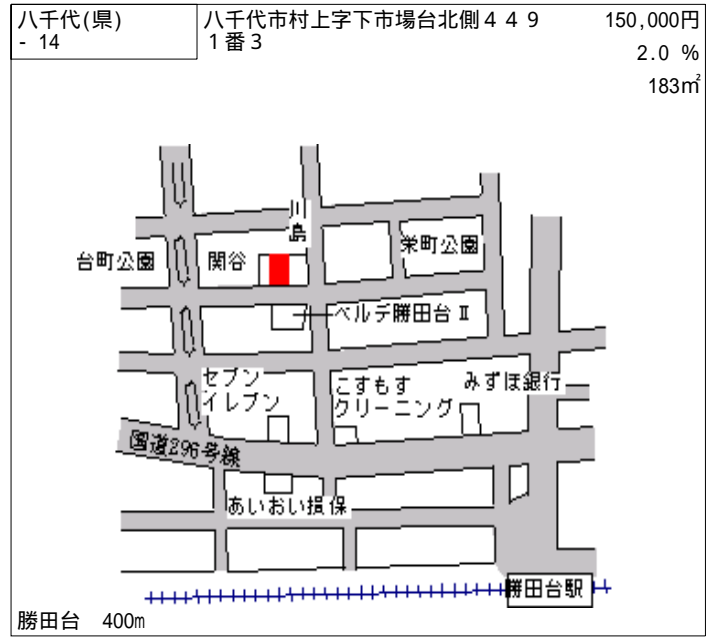 八千代(県)
- 14
八千代市村上字下市場台北側４４９
１番３
150,000円
2.0 %
183㎡
川島
台町公園
関谷
栄町公園
ベルデ勝田台Ⅱ
セブン
イレブン
こすもす
クリーニング
みずほ銀行
国道296号線
あいおい損保
勝田台駅
勝田台 400m